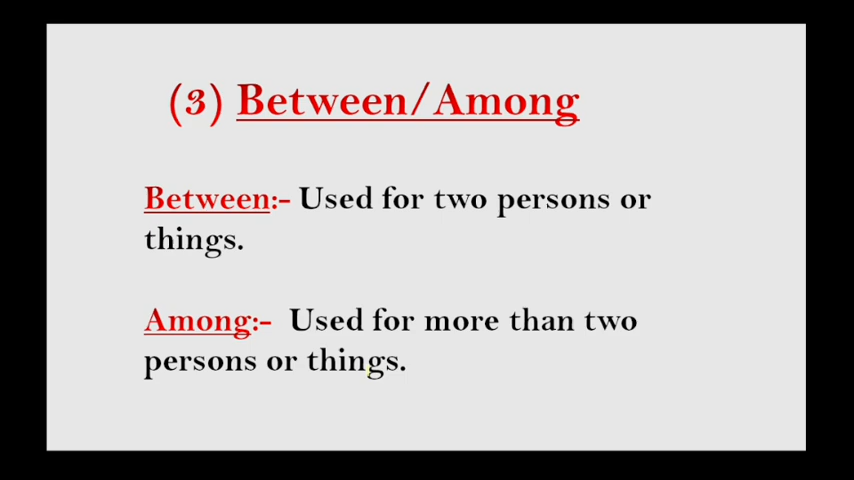 (3) Between/Among
Between:- Used for two persons or
things.
Among:- Used for more than two
persons or things.